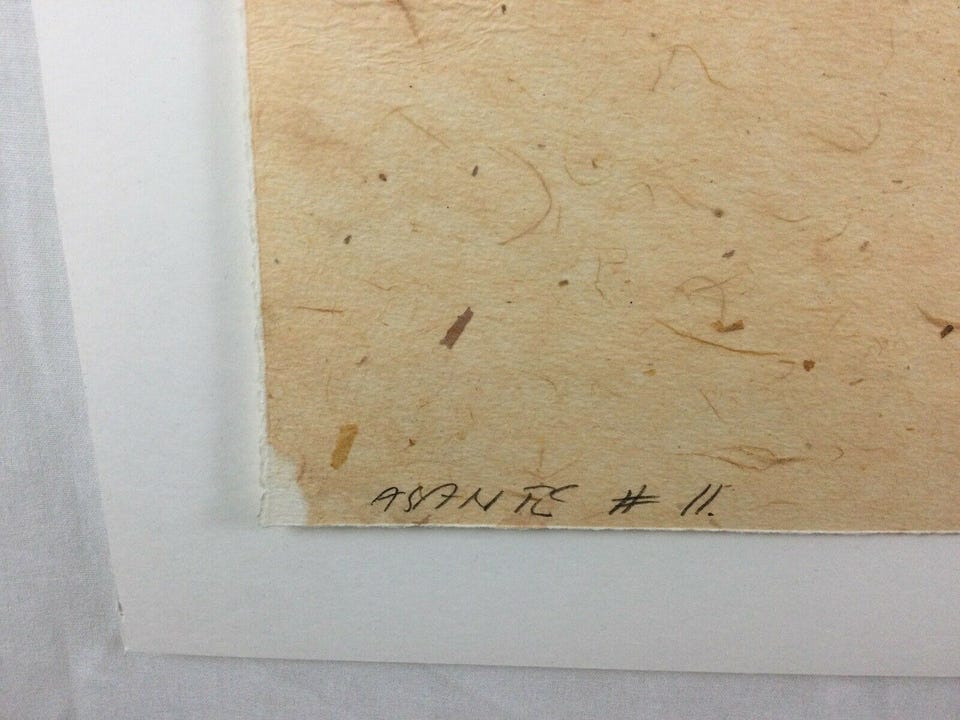 ASANTE # 11.